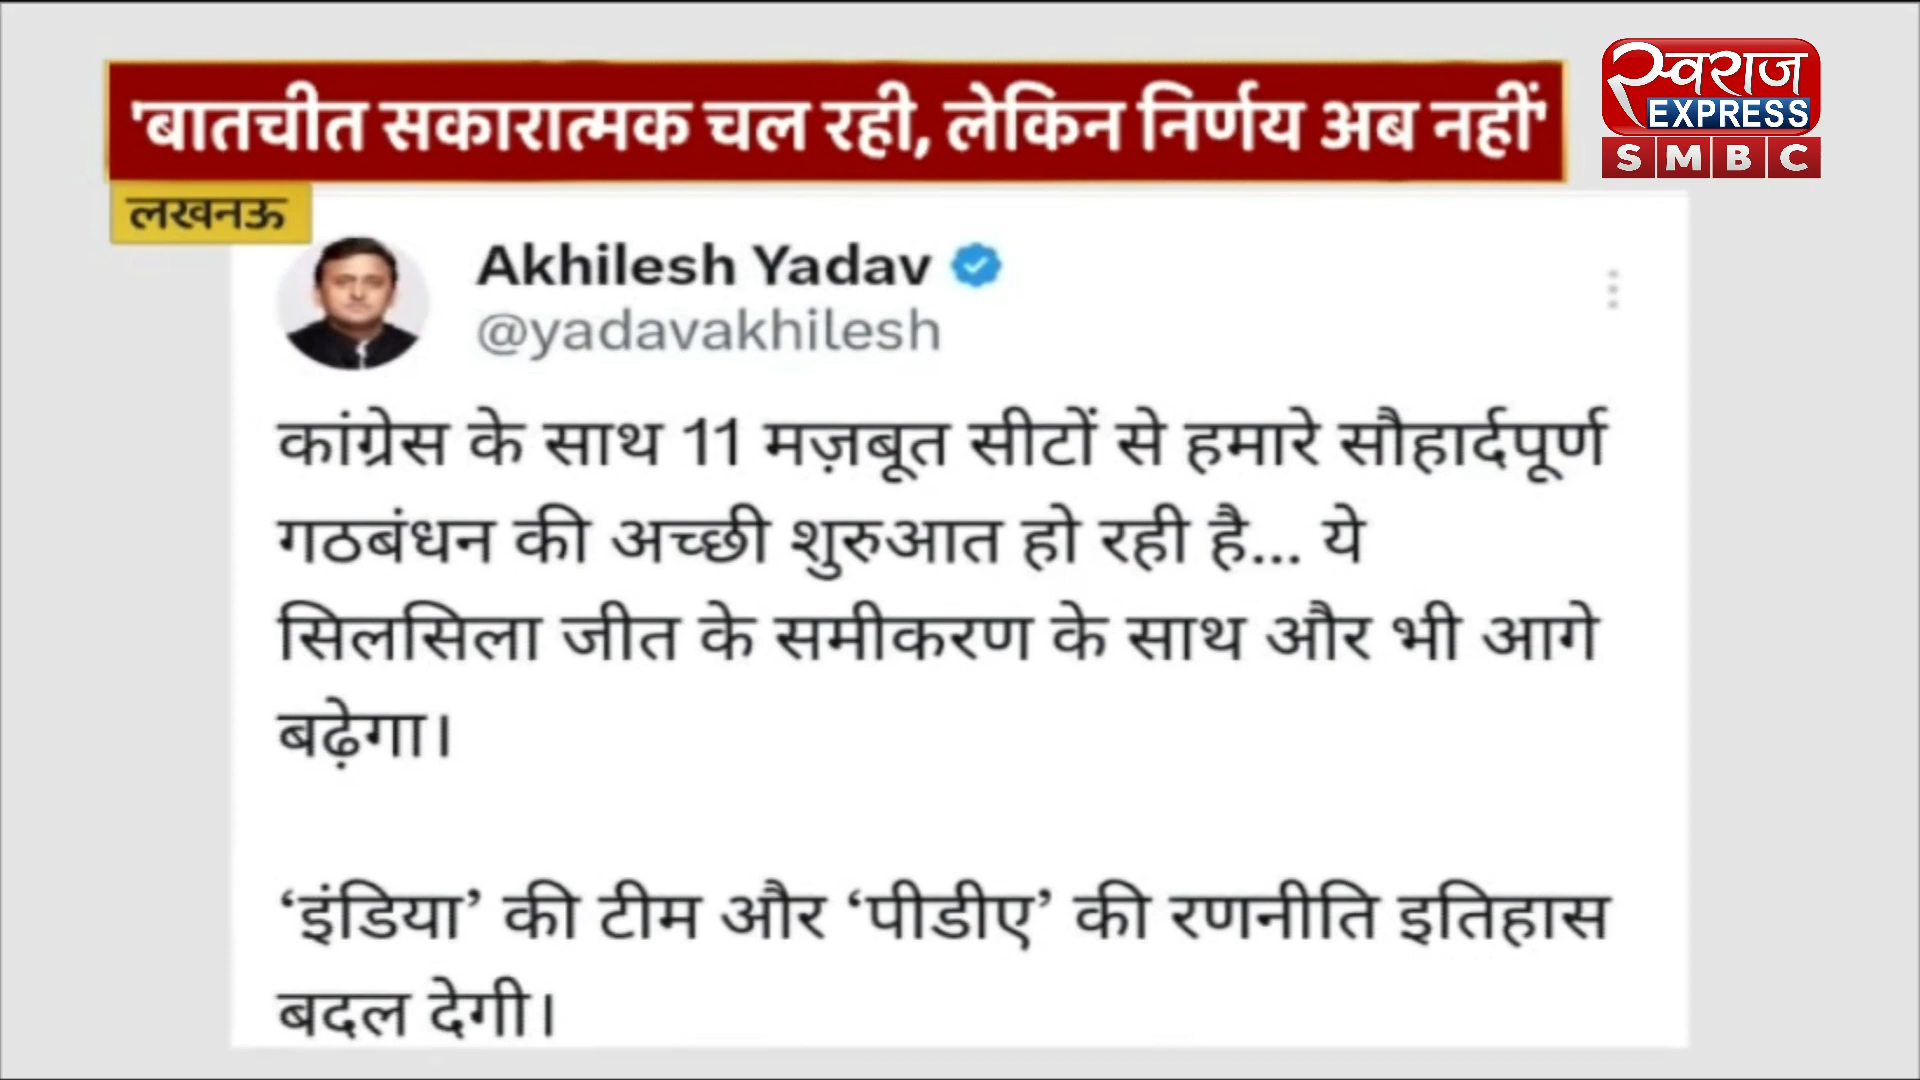 'बातचीत सकारात्मक चल रही, लेकिन निर्णय अब नहीं'
स्वराज
EXPRESS
SMBC
लखनऊ
Akhilesh Yadav
@yadavakhilesh
कांग्रेस के साथ 11 मज़बूत सीटों से हमारे सौहार्दपूर्ण
गठबंधन की अच्छी शुरुआत हो रही है... ये
सिलसिला जीत के समीकरण के साथ और भी आगे
बढ़ेगा।
‘इंडिया’ की टीम और ‘पीडीए’ की रणनीति इतिहास
बदल देगी।